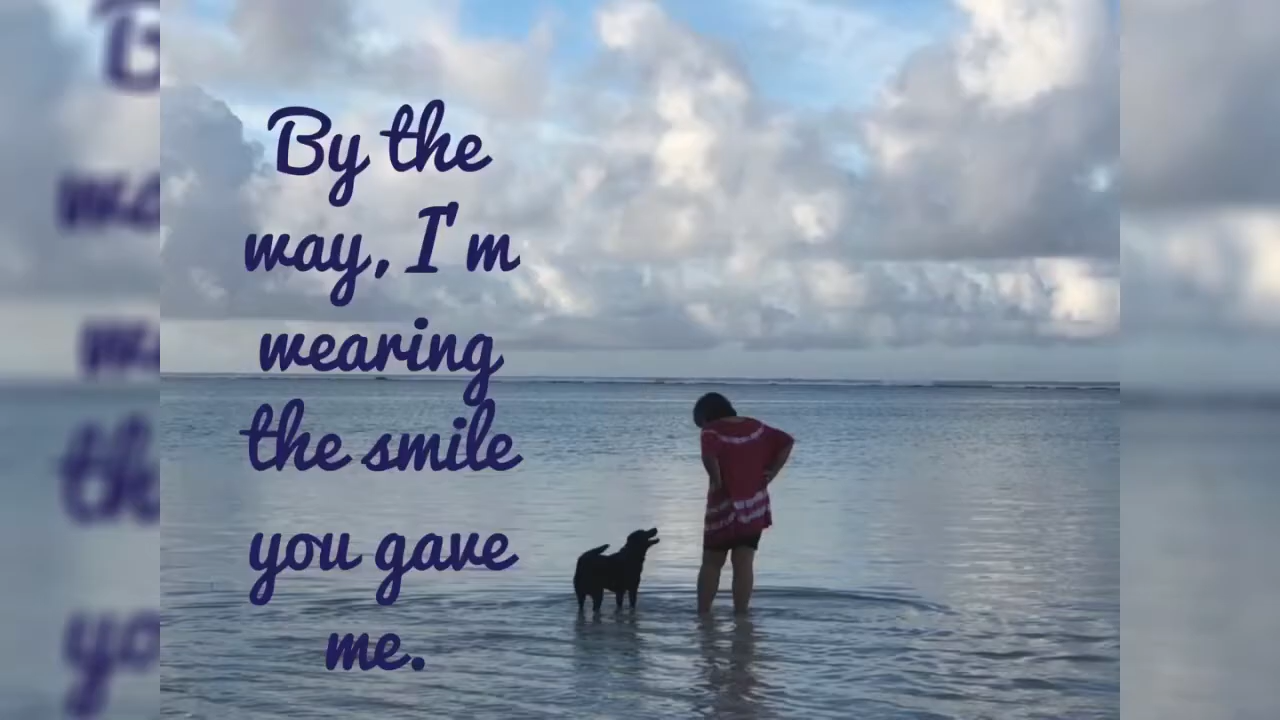 By the
way, I'm
wearing
the smile
you gave
me.